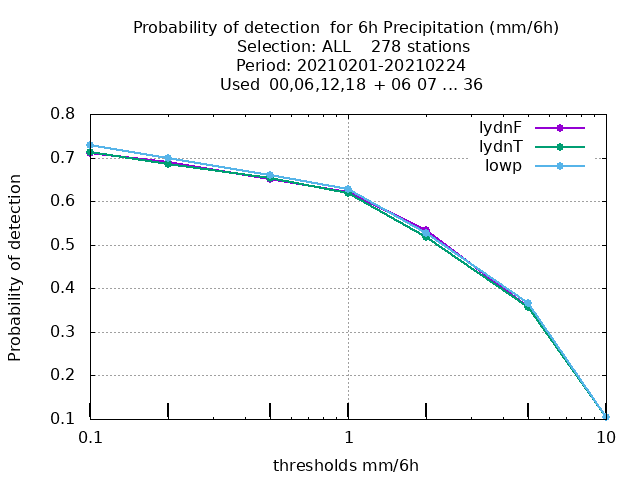 Probability of detection  for 6h Precipitation (mm/6h)
Selection: ALL    278 stations
Period: 20210201-20210224
Used  00,06,12,18  + 06 07 ... 36
lydnF
lydnT
lowp
Probability of detection
0.8
0.7
0.6
0.5
0.4
0.3
0.2
0.1
0.1
1
10
thresholds mm/6h